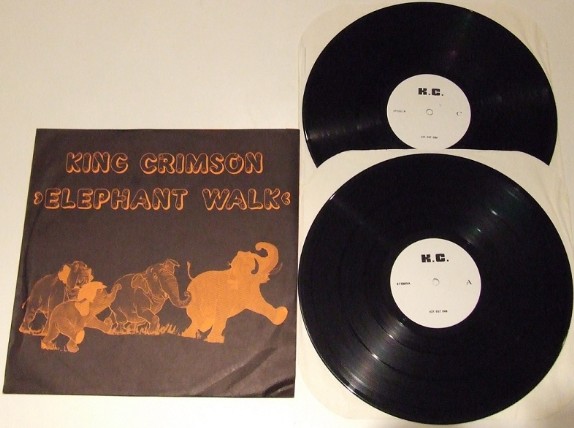 KING CRIMSON
›ELEPHANT WALK‹
K.C.
C
K.C.
A